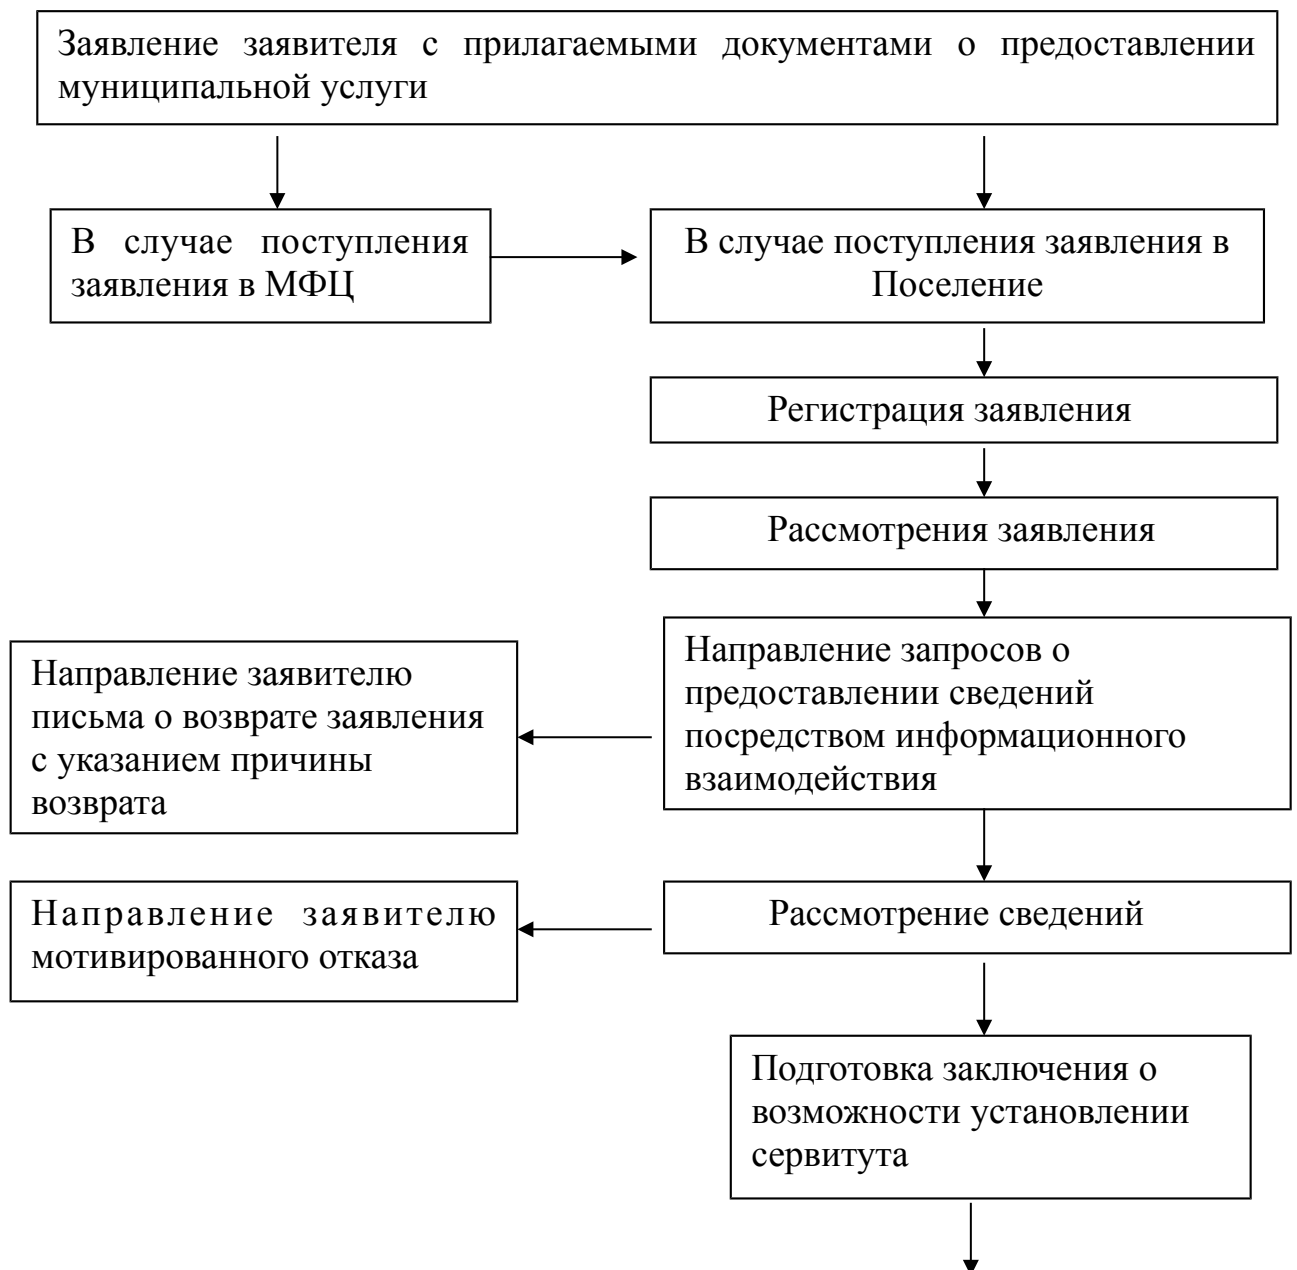 Заявление заявителя с прилагаемыми документами о предоставлении
муниципальной услуги
В случае поступления
заявления в МФЦ
В случае поступления заявления в
Поселение
Регистрация заявления
Рассмотрения заявления
Направление запросов о
предоставлении сведений
посредством информационного
взаимодействия
Направление заявителю
письма о возврате заявления
с указанием причины
возврата
Рассмотрение сведений
Направление заявителю
мотивированного отказа
Подготовка заключения о
возможности установлении
сервитута